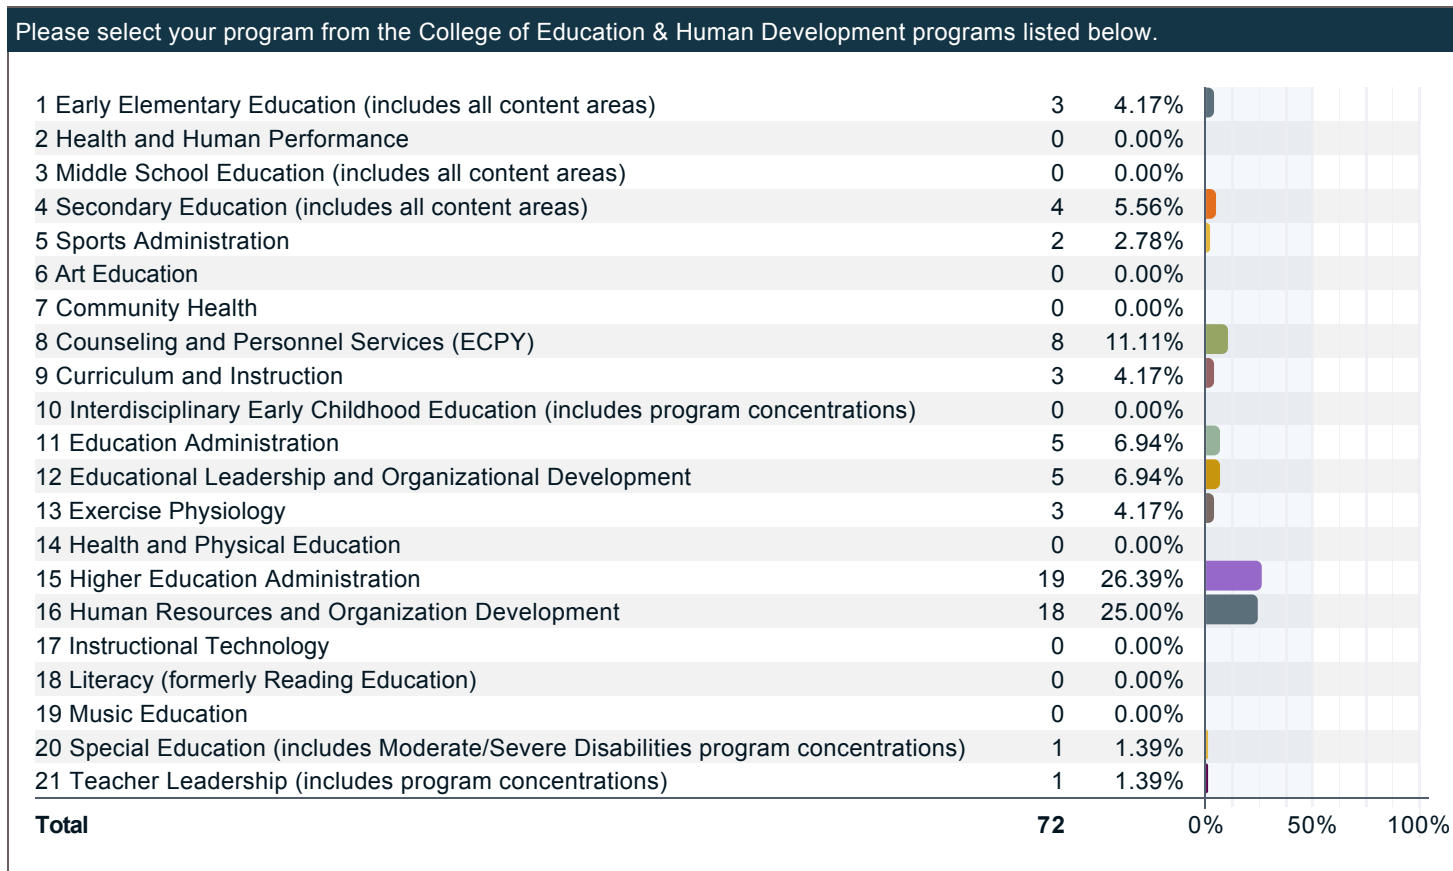 Please select your program from the College of Education & Human Development programs listed below.
1 Early Elementary Education (includes all content areas) 3 4.17%
2 Health and Human Performance 0 0.00%
3 Middle School Education (includes all content areas) 0 0.00%
4 Secondary Education (includes all content areas) 4 5.56%
5 Sports Administration 2 2.78%
6 Art Education 0 0.00%
7 Community Health 0 0.00%
8 Counseling and Personnel Services (ECPY) 8 11.11%
9 Curriculum and Instruction 3 4.17%
10 Interdisciplinary Early Childhood Education (includes program concentrations) 0 0.00%
11 Education Administration 5 6.94%
12 Educational Leadership and Organizational Development 5 6.94%
13 Exercise Physiology 3 4.17%
14 Health and Physical Education 0 0.00%
15 Higher Education Administration 19 26.39%
16 Human Resources and Organization Development 18 25.00%
17 Instructional Technology 0 0.00%
18 Literacy (formerly Reading Education) 0 0.00%
19 Music Education 0 0.00%
20 Special Education (includes Moderate/Severe Disabilities program concentrations) 1 1.39%
21 Teacher Leadership (includes program concentrations) 1 1.39%
Total 72 0% 50% 100%